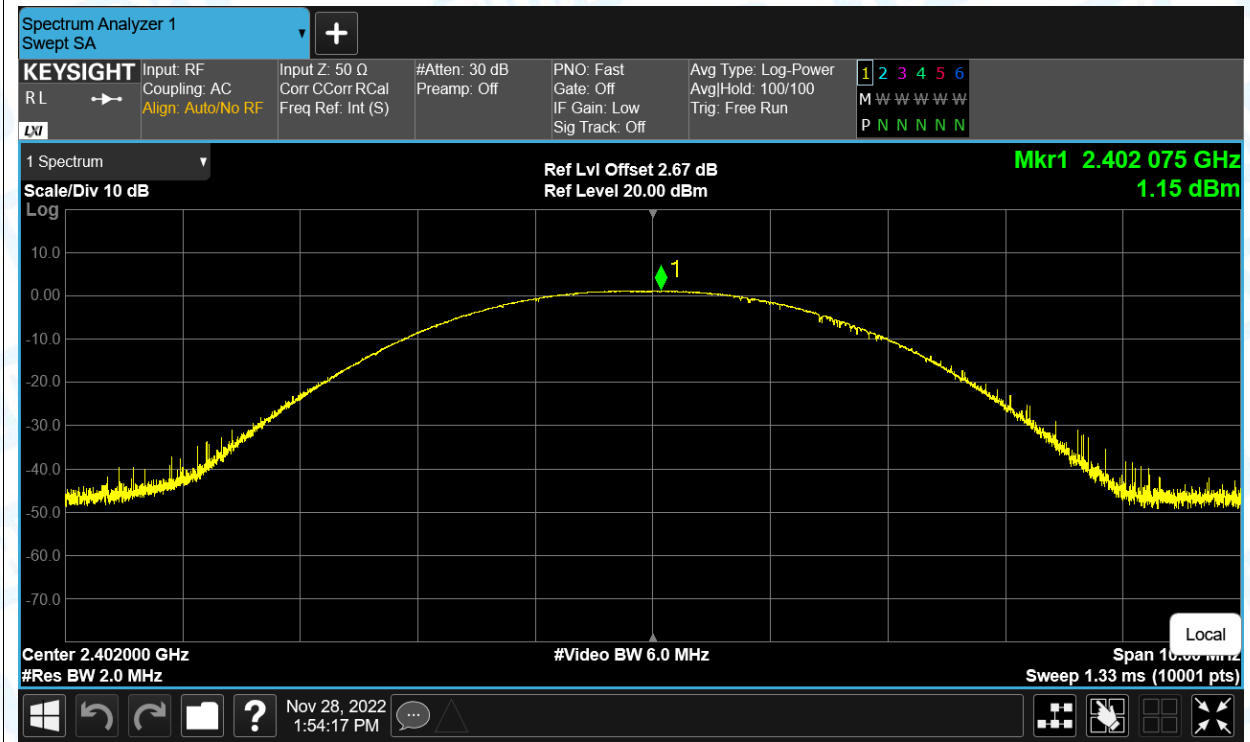 Spectrum Analyzer 1
Swept SA
KEYSIGHT
R L
LXI
Input: RF
Coupling: AC
Align: Auto/No RF
Input Z: 50 Ω
Corr CCorr RCal
Freq Ref: Int (S)
#Atten: 30 dB
Preamp: Off
PNO: Fast
Gate: Off
IF Gain: Low
Sig Track: Off
Avg Type: Log-Power
Avg|Hold: 100/100
Trig: Free Run
1 2 3 4 5 6
M W W W W W W
P N N N N N N
1 Spectrum
Scale/Div 10 dB
Ref Lvl Offset 2.67 dB
Ref Level 20.00 dBm
Mkr1 2.402 075 GHz
1.15 dBm
Log
1
10.0
0.00
-10.0
-20.0
-30.0
-40.0
-50.0
-60.0
-70.0
Local
Center 2.402000 GHz
#Video BW 6.0 MHz
Span 10.00 MHz
#Res BW 2.0 MHz
Sweep 1.33 ms (10001 pts)
?
Nov 28, 2022
1:54:17 PM